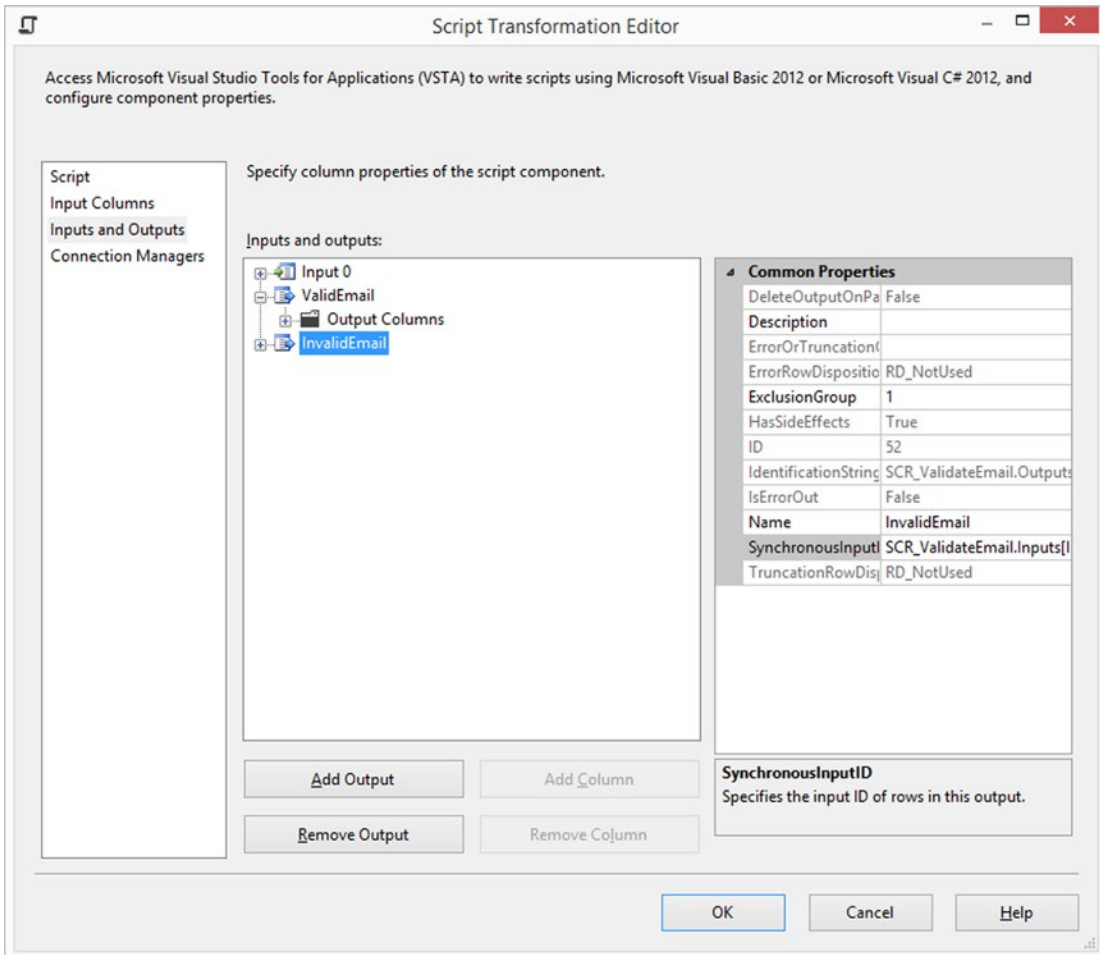 Script Transformation Editor
Access Microsoft Visual Studio Tools for Applications (VSTA) to write scripts using Microsoft Visual Basic 2012 or Microsoft Visual C# 2012, and
configure component properties.
Script
Input Columns
Inputs and Outputs
Connection Managers
Specify column properties of the script component.
Inputs and outputs:
Input 0
ValidEmail
Output Columns
InvalidEmail
Common Properties
DeleteOutputOnPa False
Description
ErrorOrTruncationO
ErrorRowDispositio RD_NotUsed
ExclusionGroup 1
HasSideEffects True
ID 52
IdentificationString SCR_ValidateEmail.Outputs
IsErrorOut False
Name InvalidEmail
SynchronousInputI SCR_ValidateEmail.Inputs[I
TruncationRowDisp RD_NotUsed
Add Output
Add Column
Remove Output
Remove Column
SynchronousInputID
Specifies the input ID of rows in this output.
OK
Cancel
Help